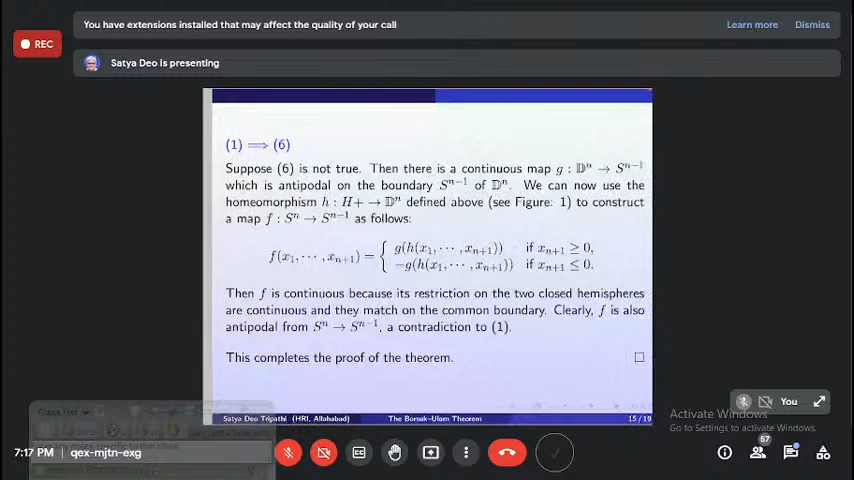 You have extensions installed that may affect the quality of your call
Learn more
Dismiss
REC
Satya Deo is presenting
(1) ⟹ (6)
Suppose (6) is not true. Then there is a continuous map g : 𝔻ⁿ → Sⁿ⁻¹
which is antipodal on the boundary Sⁿ⁻¹ of 𝔻ⁿ. We can now use the
homeomorphism h : H+ → 𝔻ⁿ defined above (see Figure: 1) to construct
a map f : Sⁿ → Sⁿ⁻¹ as follows:
f(x₁, ⋯ , xₙ₊₁) = { g(h(x₁, ⋯ , xₙ₊₁)) if xₙ₊₁ ≥ 0,
−g(h(x₁, ⋯ , xₙ₊₁)) if xₙ₊₁ ≤ 0.
Then f is continuous because its restriction on the two closed hemispheres
are continuous and they match on the common boundary. Clearly, f is also
antipodal from Sⁿ → Sⁿ⁻¹, a contradiction to (1).
This completes the proof of the theorem. □
Satya Deo Tripathi (HRI, Allahabad) The Borsuk-Ulam Theorem 15 / 19
You
Class List
Activate Windows
Go to Settings to activate Windows.
7:17 PM | qex-mjtn-exg
67